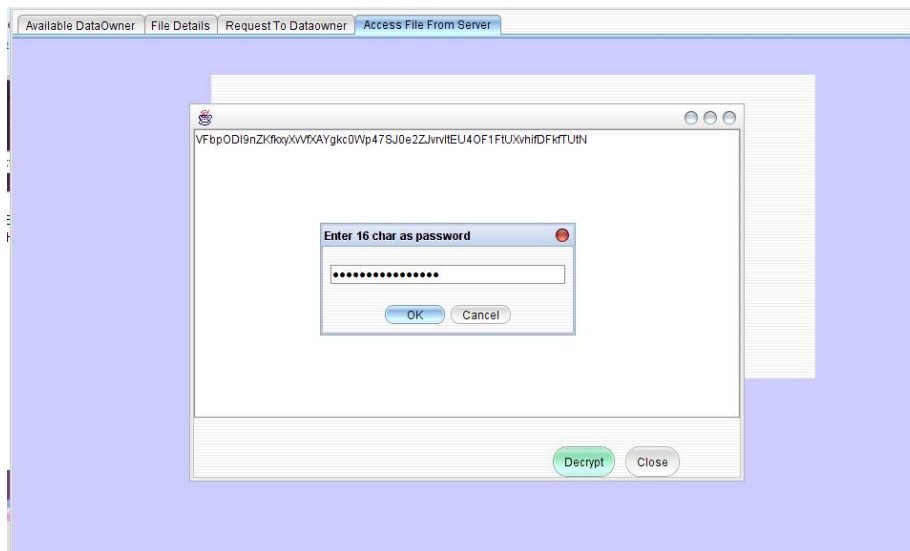 Available DataOwner File Details Request To Dataowner Access File From Server
Enter 16 char as password
••••••••••••••••
OK Cancel
Decrypt Close